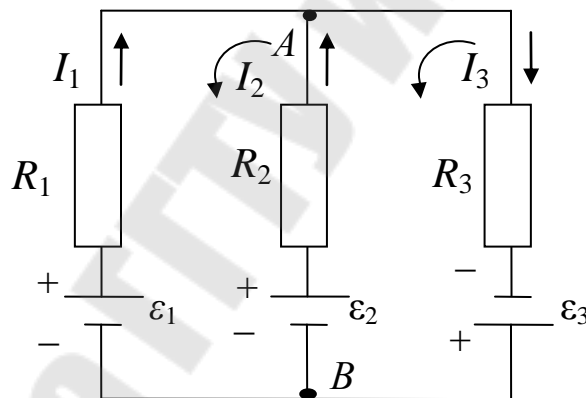 A
I₁ I₂ I₃
R₁ R₂ R₃
+ + −
ε₁ ε₂ ε₃
− − +
B